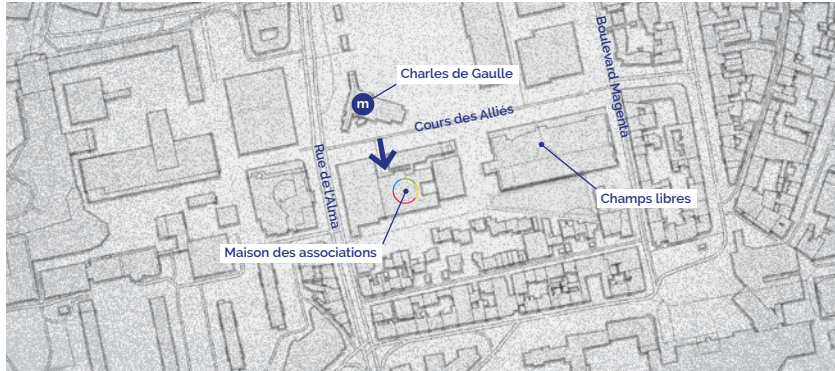 Charles de Gaulle
m
Cours des Alliés
Boulevard Magenta
Rue de l'Alma
Champs libres
Maison des associations